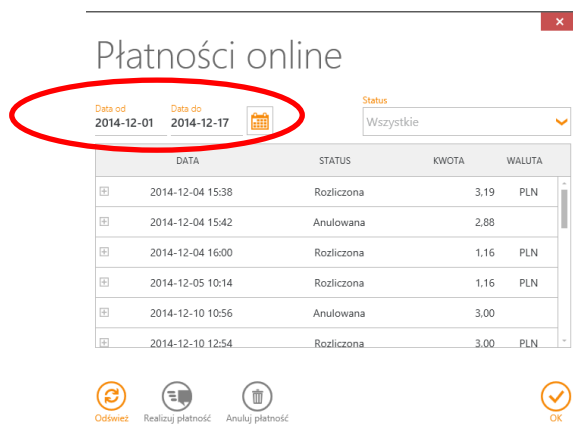 Płatności online
Data od Data do Status
2014-12-01 2014-12-17 Wszystkie
DATA STATUS KWOTA WALUTA
2014-12-04 15:38 Rozliczona 3,19 PLN
2014-12-04 15:42 Anulowana 2,88
2014-12-04 16:00 Rozliczona 1,16 PLN
2014-12-05 10:14 Rozliczona 1,16 PLN
2014-12-10 10:56 Anulowana 3,00
2014-12-10 12:54 Rozliczona 3,00 PLN
Odśwież Realizuj płatność Anuluj płatność OK